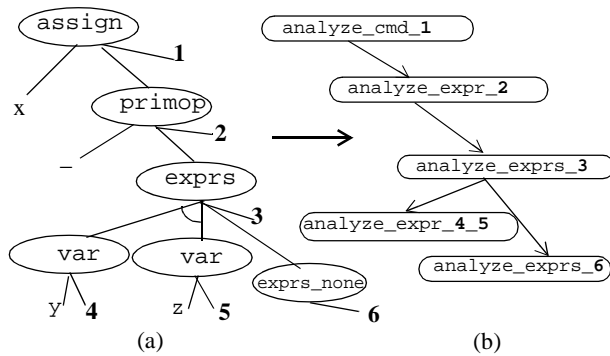 assign
1
x
primop
2
–
exprs
3
var
var
exprs_none
y
4
z
5
6
(a)
analyze_cmd_1
analyze_expr_2
analyze_exprs_3
analyze_expr_4_5
analyze_exprs_6
(b)